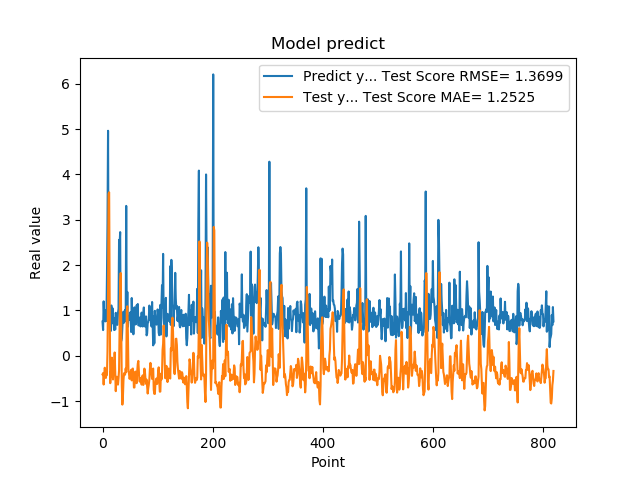 Model predict
Predict y... Test Score RMSE= 1.3699
Test y... Test Score MAE= 1.2525
Real value
6
5
4
3
2
1
0
−1
0 200 400 600 800
Point